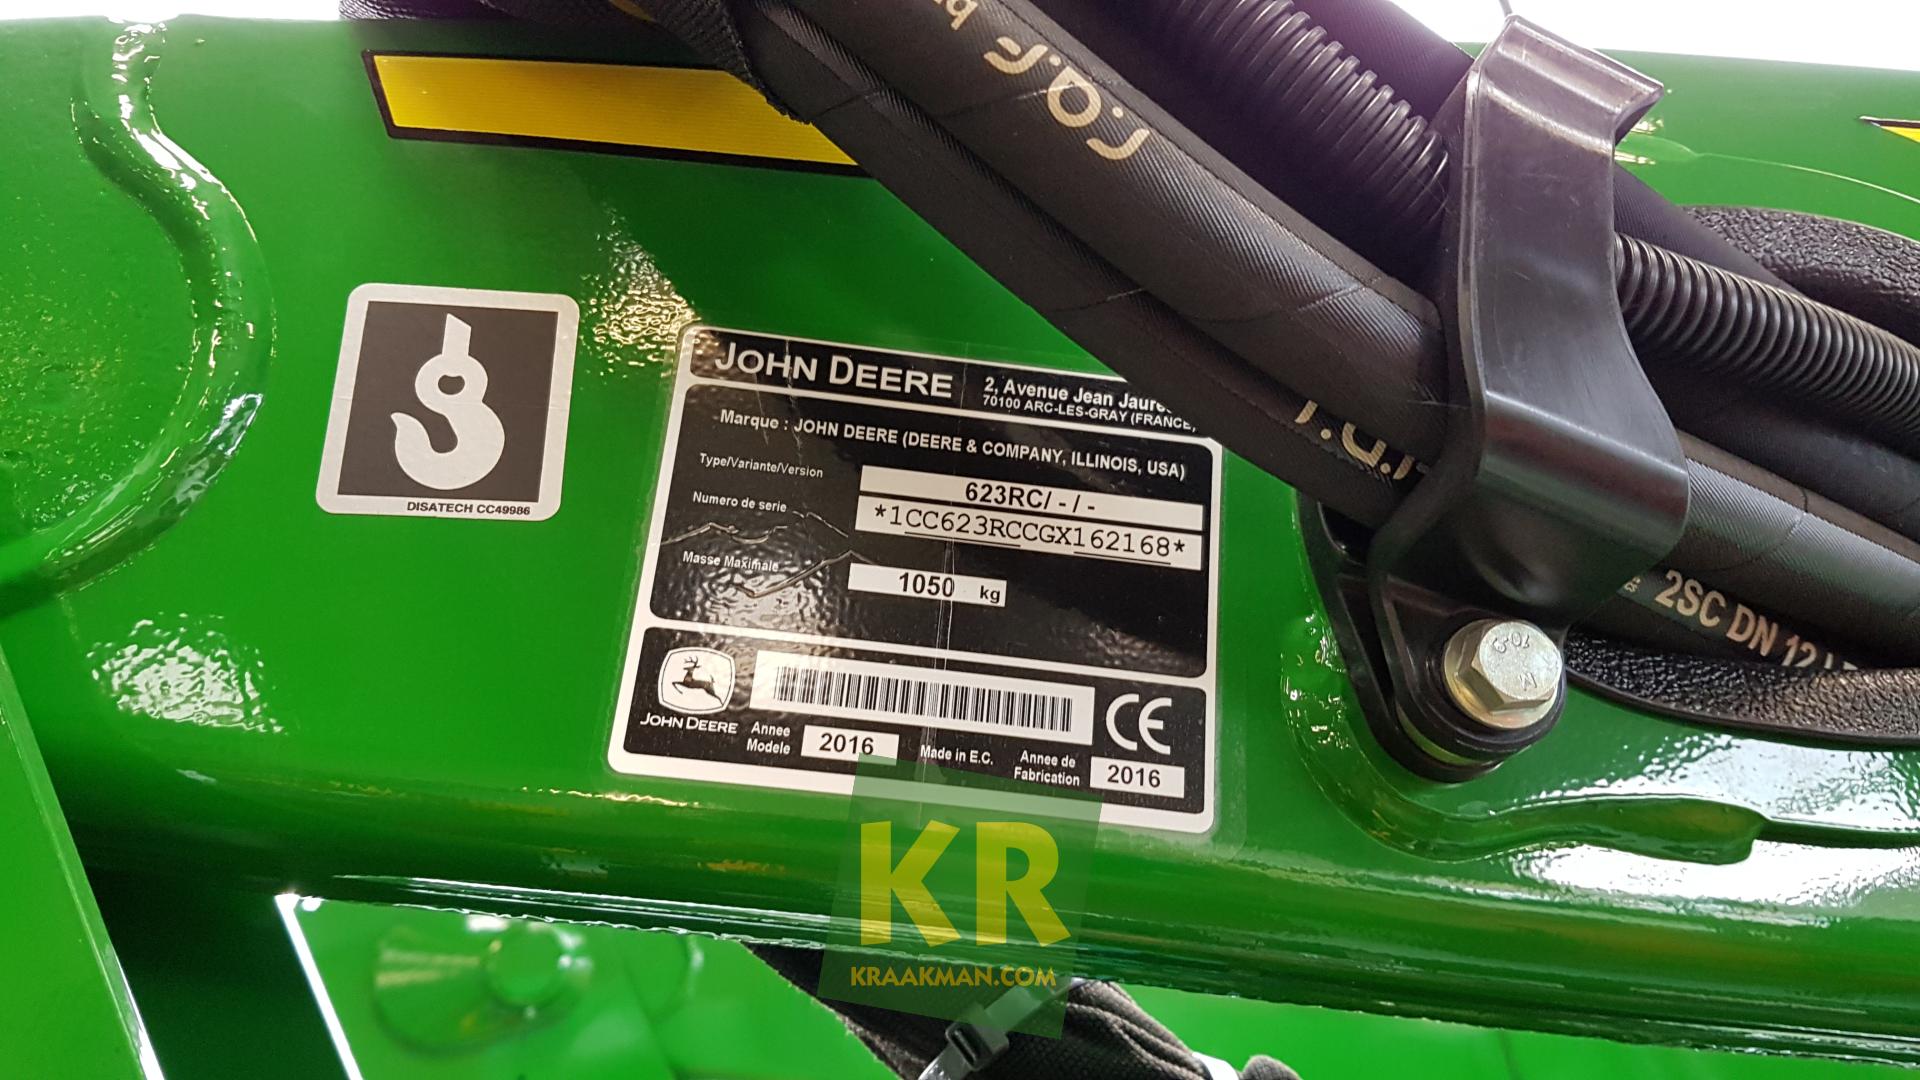 J.D.F
DISATECH CC49986
JOHN DEERE
2, Avenue Jean
70100 ARC-LES-GRAY (FRANCE)
Marque : JOHN DEERE (DEERE & COMPANY, ILLINOIS, USA)
Type/Variante/Version 623RC/ - / -
Numero de serie *1CC623RCCGX162168*
Masse Maximale 1050 kg
JOHN DEERE
Annee Modele 2016
Made in E.C.
Annee de Fabrication 2016
CE
2SC DN 12
10.9
M
KR
KRAAKMAN.COM